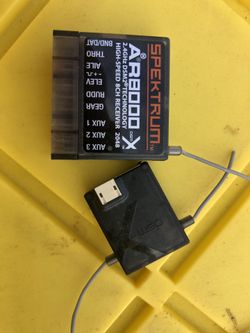 SPEKTRUM
AR8000
2.4GHz DSM2 TECHNOLOGY
HIGH-SPEED 8CH RECEIVER 2048
BND/DAT
THRO
AILE
ELEV
RUDD
GEAR
AUX 1
AUX 2
AUX 3